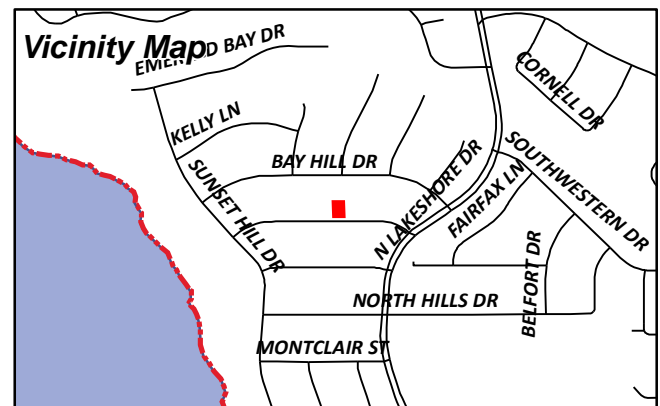 Vicinity Map
BAY DR
CORNELL DR
KELLY LN
SOUTHWESTERN DR
BAY HILL DR
N LAKESHORE DR
FAIRFAX LN
SUNSET HILL DR
BELFORT DR
NORTH HILLS DR
MONTCLAIR ST